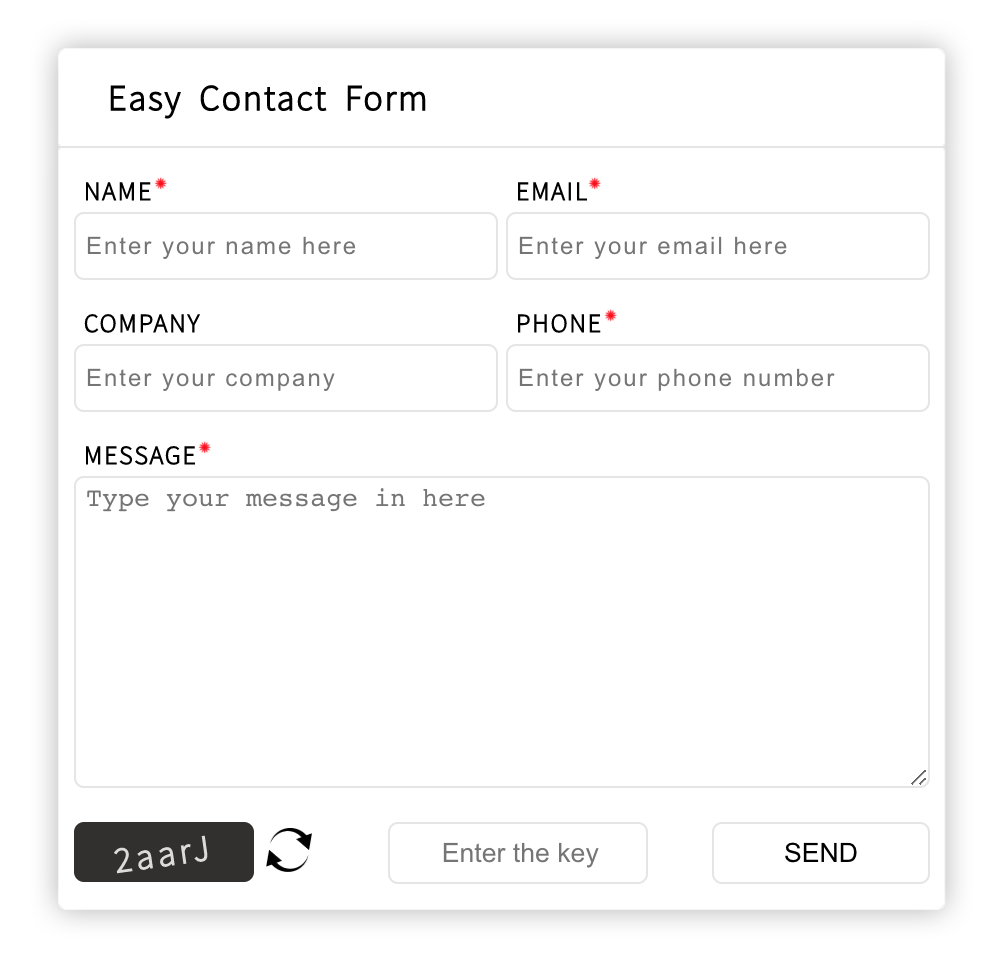 Easy Contact Form
NAME* EMAIL*
Enter your name here Enter your email here
COMPANY PHONE*
Enter your company Enter your phone number
MESSAGE*
Type your message in here
2aarJ Enter the key SEND